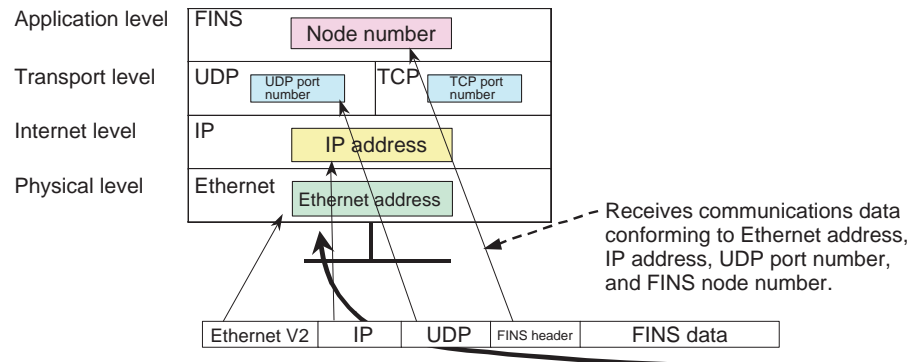 Application level
FINS
Node number
Transport level
UDP
UDP port
number
TCP
TCP port
number
Internet level
IP
IP address
Physical level
Ethernet
Ethernet address
Receives communications data
conforming to Ethernet address,
IP address, UDP port number,
and FINS node number.
Ethernet V2 IP UDP FINS header FINS data